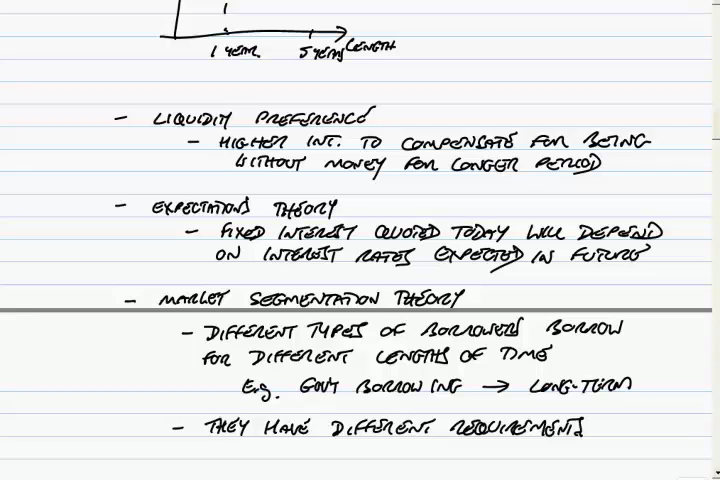 1 YEAR. 5 YEARS LENGTH
- LIQUIDITY PREFERENCE
- HIGHER INT. TO COMPENSATE FOR BEING
WITHOUT MONEY FOR LONGER PERIOD
- EXPECTATIONS THEORY
- FIXED INTEREST QUOTED TODAY WILL DEPEND
ON INTEREST RATES EXPECTED IN FUTURE
- MARKET SEGMENTATION THEORY
- DIFFERENT TYPES OF BORROWERS BORROW
FOR DIFFERENT LENGTHS OF TIME
E.g. GOVT BORROWING → LONG-TERM
- THEY HAVE DIFFERENT REQUIREMENTS